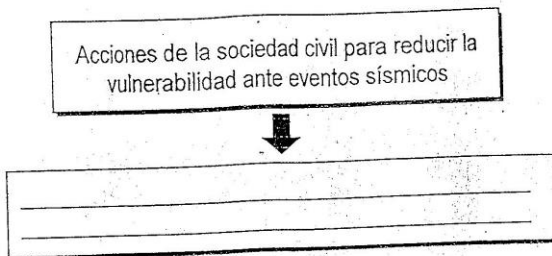 Acciones de la sociedad civil para reducir la
vulnerabilidad ante eventos sísmicos